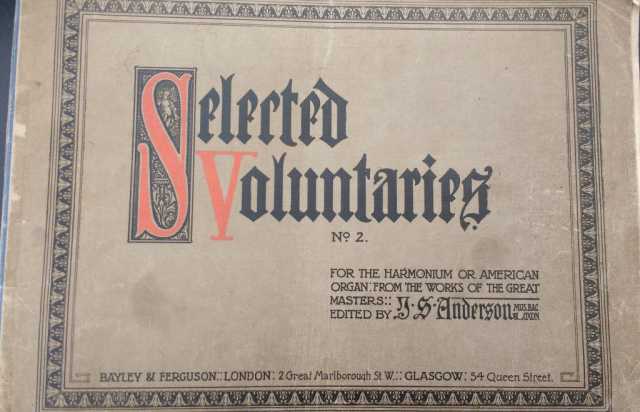 Selected
Voluntaries
No 2.
FOR THE HARMONIUM OR AMERICAN
ORGAN: FROM THE WORKS OF THE GREAT
MASTERS::
EDITED BY J·S·Anderson MUS. BAC. OXON
BAYLEY & FERGUSON:: LONDON: 2 Great Marlborough St W.:: GLASGOW: 54 Queen Street.